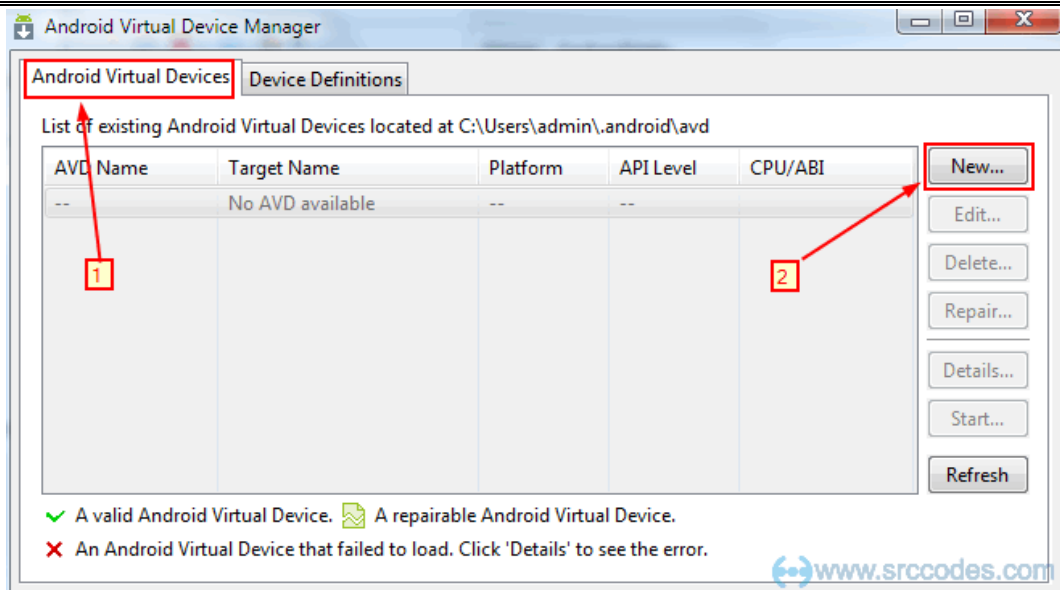 Android Virtual Device Manager
Android Virtual Devices
Device Definitions
List of existing Android Virtual Devices located at C:\Users\admin\.android\avd
AVD Name Target Name Platform API Level CPU/ABI
-- No AVD available -- --
New...
Edit...
Delete...
Repair...
Details...
Start...
Refresh
1
2
A valid Android Virtual Device. A repairable Android Virtual Device.
An Android Virtual Device that failed to load. Click 'Details' to see the error.
www.srccodes.com